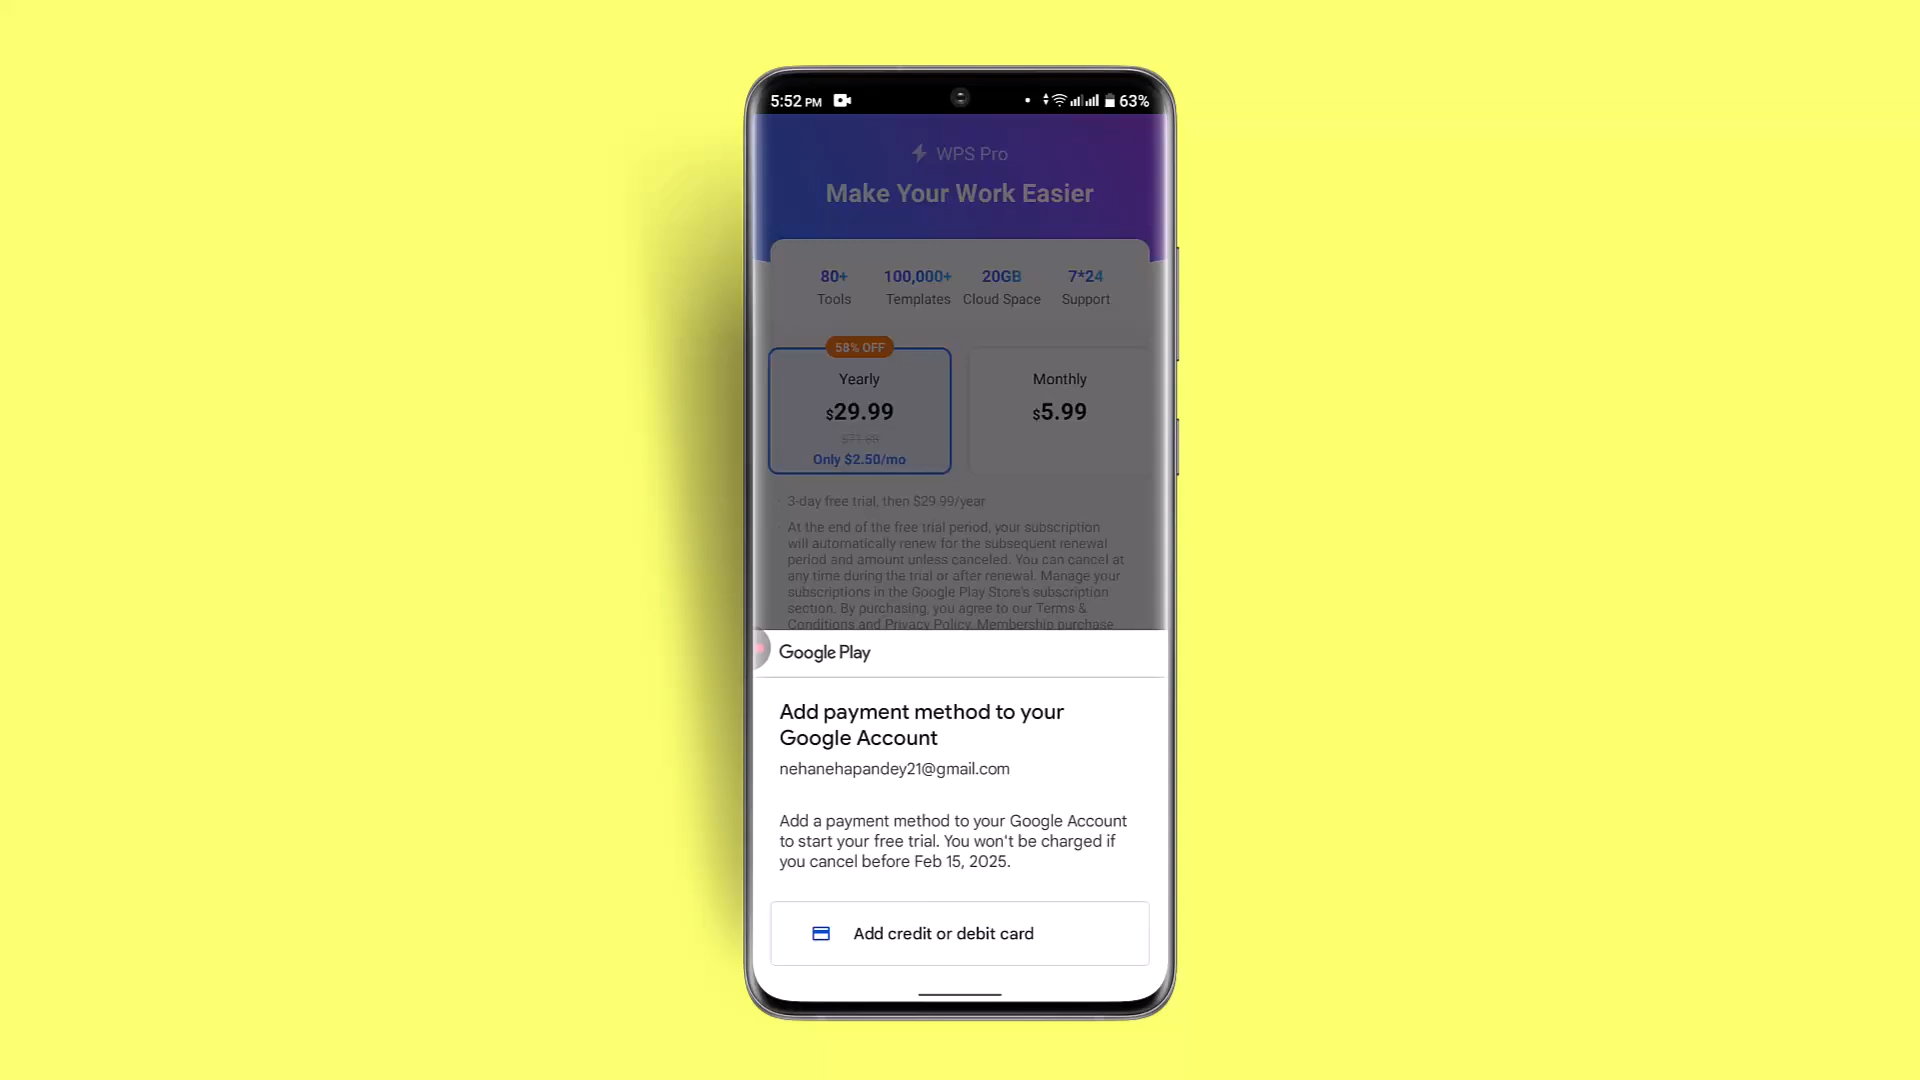 5:52 PM 63%
WPS Pro
Make Your Work Easier
80+ 100,000+ 20GB 7*24
Tools Templates Cloud Space Support
58% OFF
Yearly Monthly
$29.99 $5.99
Only $2.50/mo
· 3-day free trial, then $29.99/year
· At the end of the free trial period, your subscription
will automatically renew for the subsequent renewal
period and amount unless canceled. You can cancel at
any time during the trial or after renewal. Manage your
subscriptions in the Google Play Store's subscription
section. By purchasing, you agree to our Terms &
Conditions and Privacy Policy. Membership purchase
Google Play
Add payment method to your
Google Account
nehanehapandey21@gmail.com
Add a payment method to your Google Account
to start your free trial. You won't be charged if
you cancel before Feb 15, 2025.
Add credit or debit card